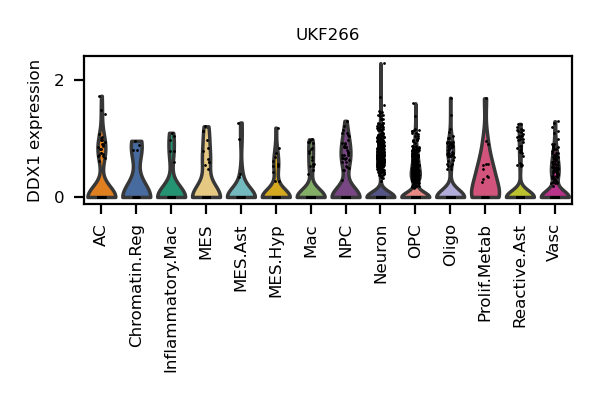 UKF266
DDX1 expression
2
0
AC
Chromatin.Reg
Inflammatory.Mac
MES
MES.Ast
MES.Hyp
Mac
NPC
Neuron
OPC
Oligo
Prolif.Metab
Reactive.Ast
Vasc